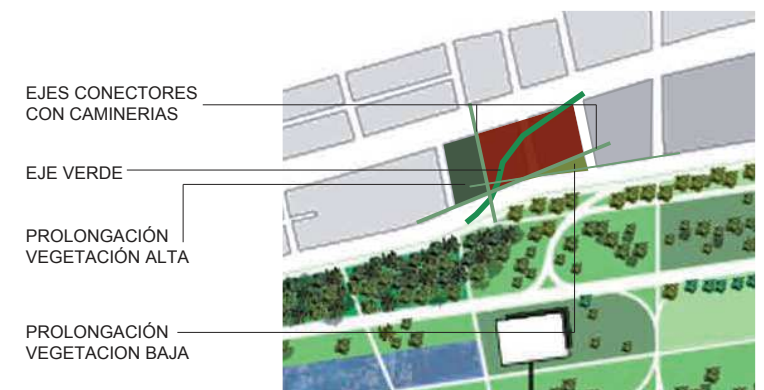 EJES CONECTORES
CON CAMINERIAS
EJE VERDE
PROLONGACIÓN
VEGETACIÓN ALTA
PROLONGACIÓN
VEGETACION BAJA